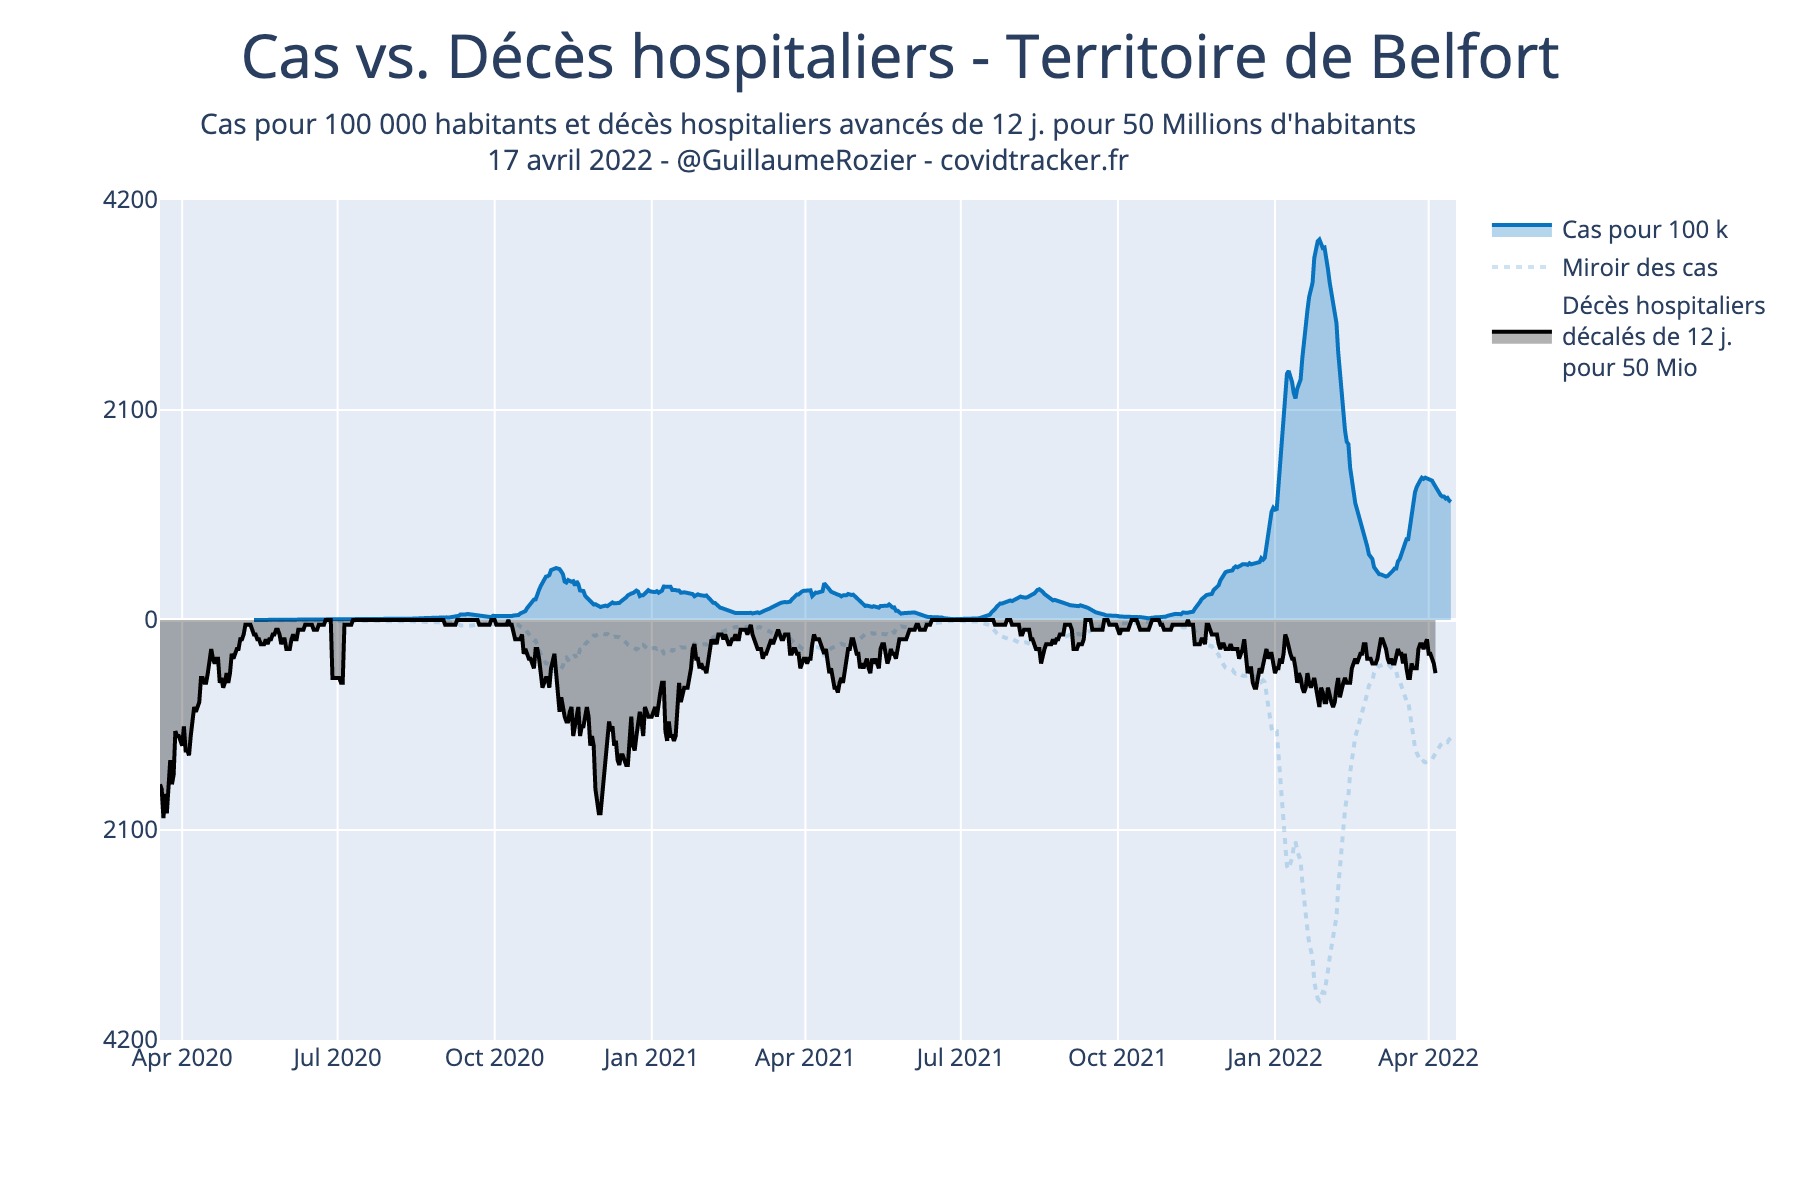 Cas vs. Décès hospitaliers - Territoire de Belfort
Cas pour 100 000 habitants et décès hospitaliers avancés de 12 j. pour 50 Millions d'habitants
17 avril 2022 - @GuillaumeRozier - covidtracker.fr
4200
2100
0
2100
4200
Apr 2020
Jul 2020
Oct 2020
Jan 2021
Apr 2021
Jul 2021
Oct 2021
Jan 2022
Apr 2022
Cas pour 100 k
Miroir des cas
Décès hospitaliers
décalés de 12 j.
pour 50 Mio